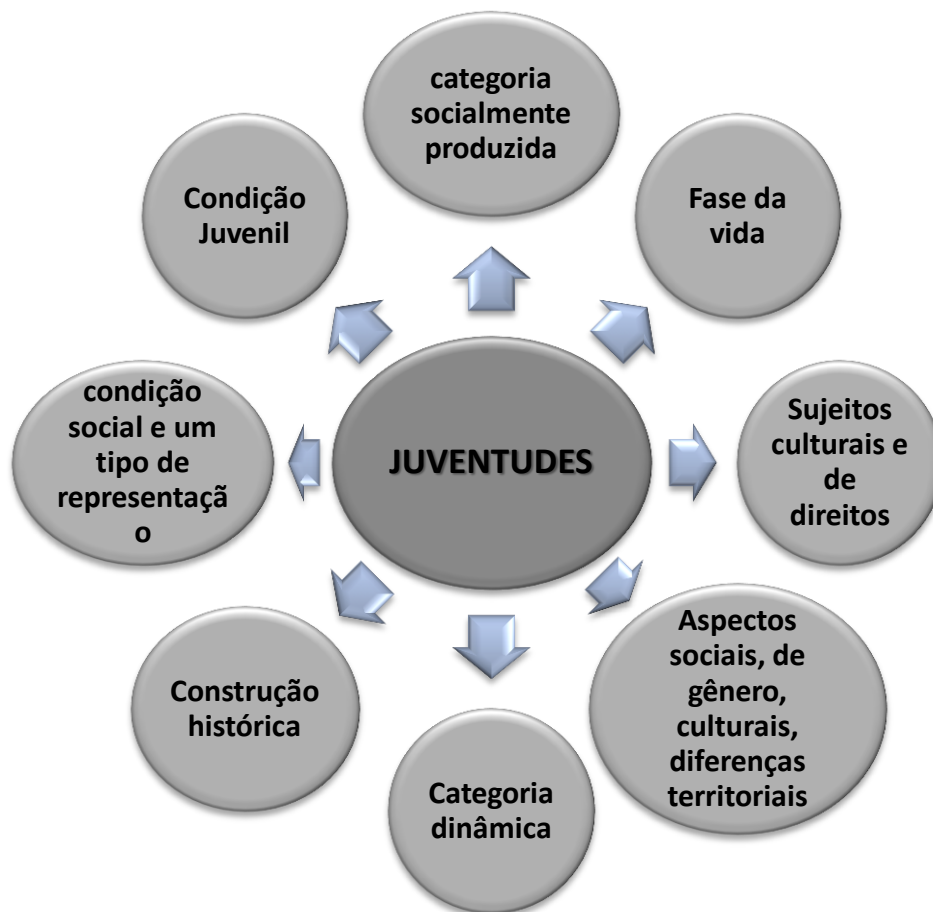 categoria
socialmente
produzida
Condição
Juvenil
Fase da
vida
condição
social e um
tipo de
representaçã
o
JUVENTUDES
Sujeitos
culturais e
de
direitos
Construção
histórica
Aspectos
sociais, de
gênero,
culturais,
diferenças
territoriais
Categoria
dinâmica